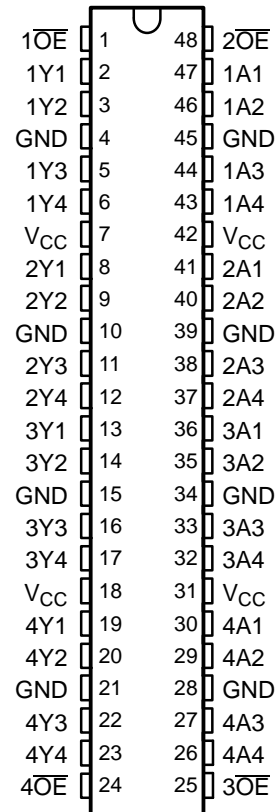 1O̅E̅ 1 48 2O̅E̅
1Y1 2 47 1A1
1Y2 3 46 1A2
GND 4 45 GND
1Y3 5 44 1A3
1Y4 6 43 1A4
VCC 7 42 VCC
2Y1 8 41 2A1
2Y2 9 40 2A2
GND 10 39 GND
2Y3 11 38 2A3
2Y4 12 37 2A4
3Y1 13 36 3A1
3Y2 14 35 3A2
GND 15 34 GND
3Y3 16 33 3A3
3Y4 17 32 3A4
VCC 18 31 VCC
4Y1 19 30 4A1
4Y2 20 29 4A2
GND 21 28 GND
4Y3 22 27 4A3
4Y4 23 26 4A4
4O̅E̅ 24 25 3O̅E̅